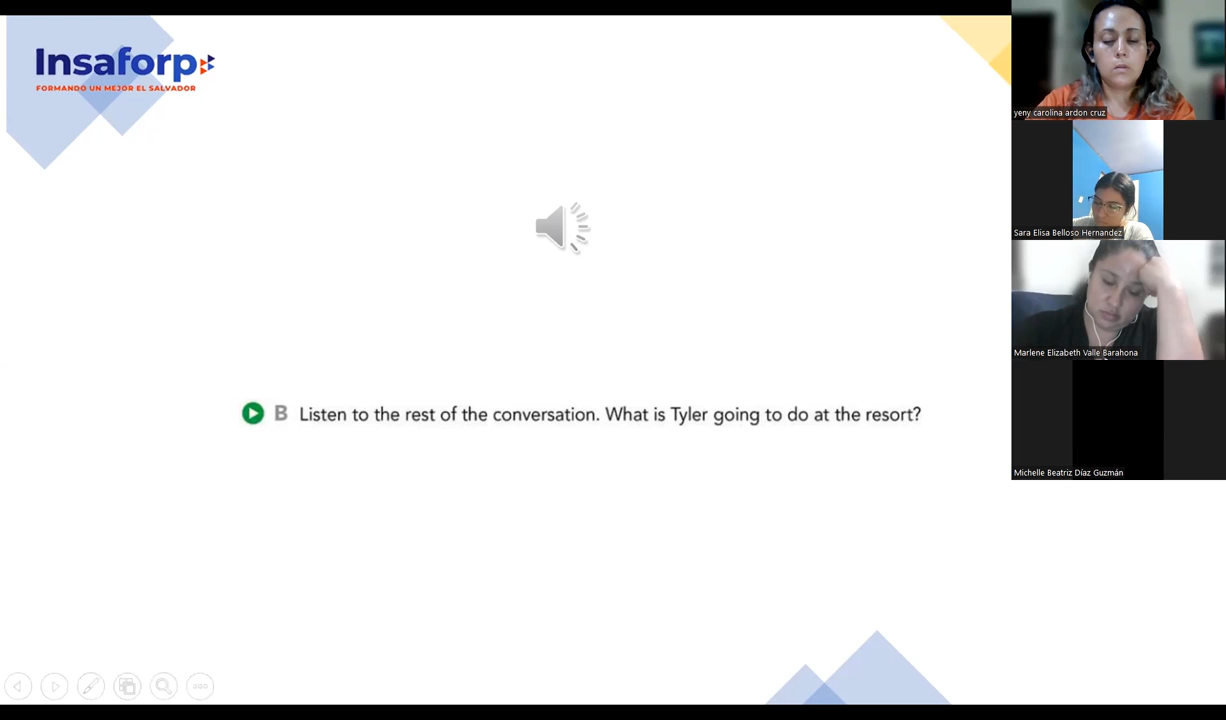 Insaforp
FORMANDO UN MEJOR EL SALVADOR
B Listen to the rest of the conversation. What is Tyler going to do at the resort?
yeny carolina ardon cruz
Sara Elisa Belloso Hernandez
Marlene Elizabeth Valle Barahona
Michelle Beatriz Díaz Guzmán